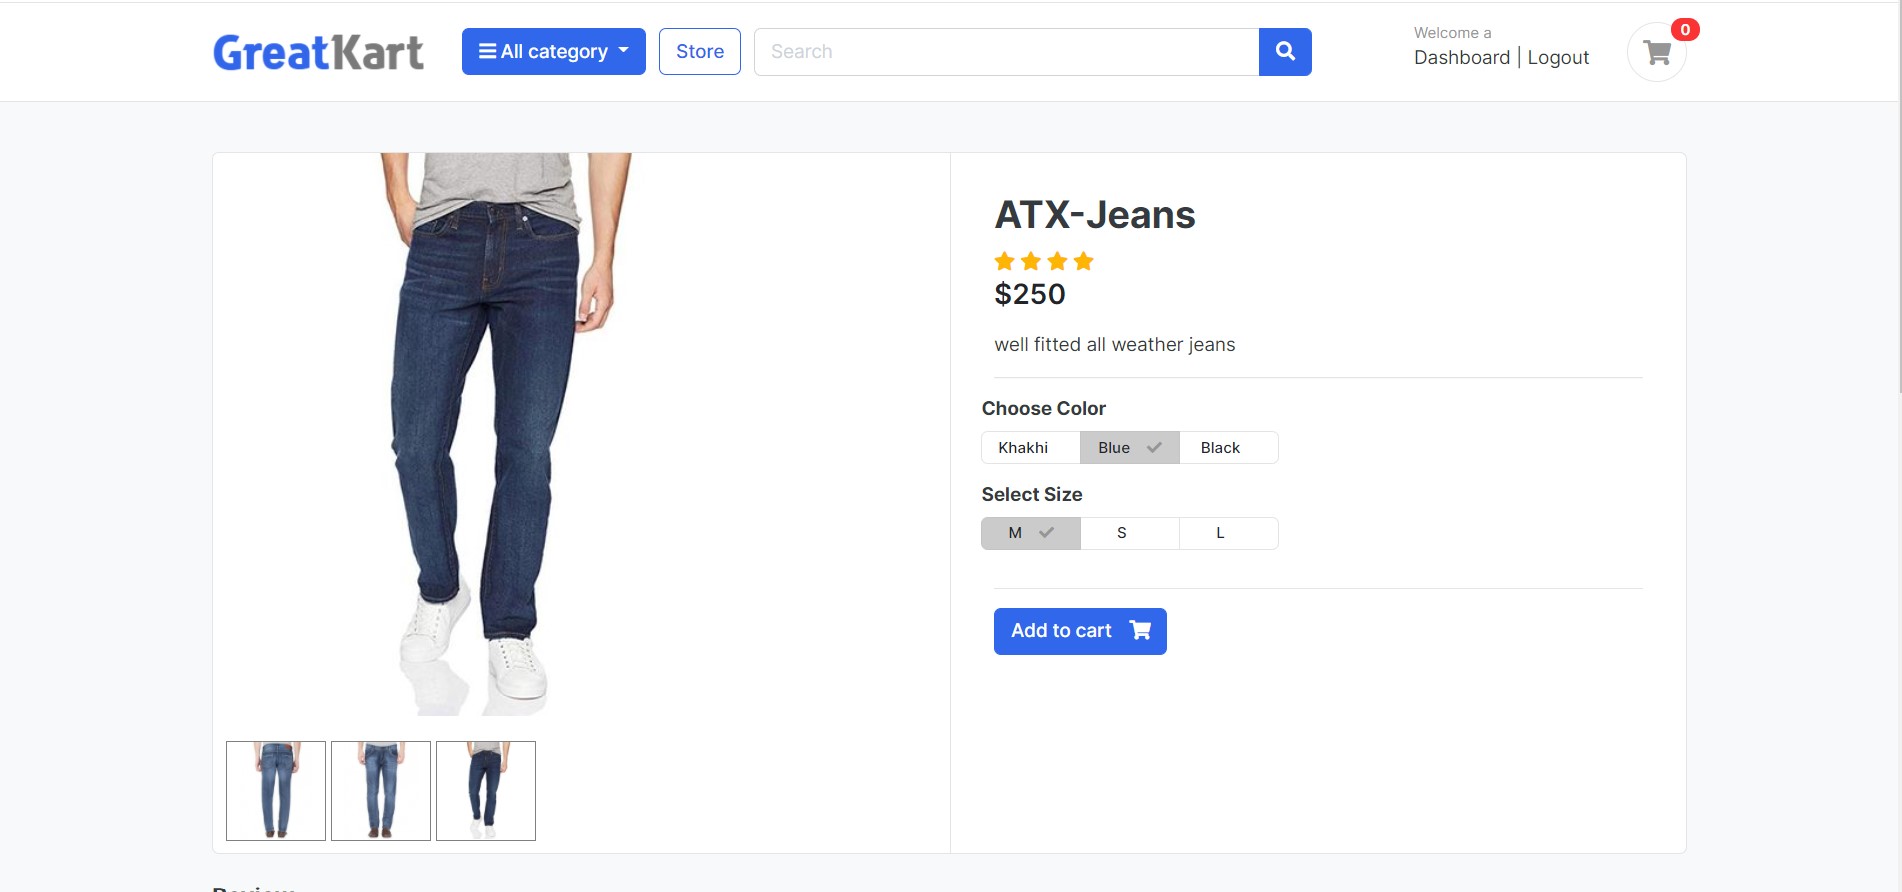 GreatKart
All category
Store
Search
Welcome a
Dashboard | Logout
0
ATX-Jeans
$250
well fitted all weather jeans
Choose Color
Khakhi
Blue
Black
Select Size
M
S
L
Add to cart